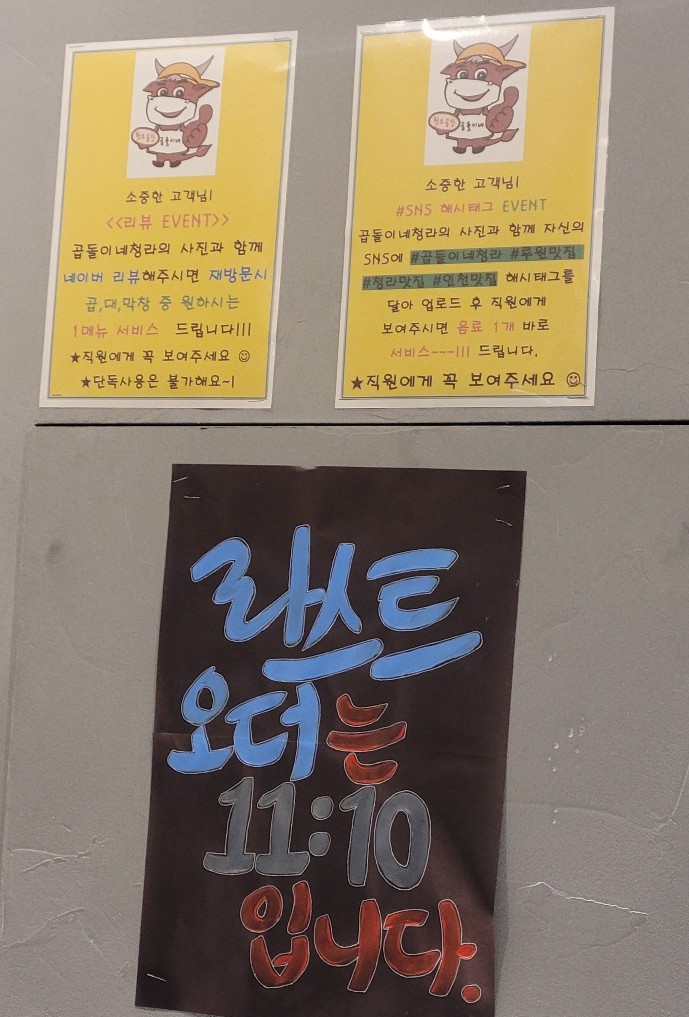 소중한 고객님!
<<리뷰 EVENT>>
곱돌이네청라의 사진과 함께
네이버 리뷰해주시면 재방문시
곱,대,막창 중 원하시는
1메뉴 서비스 드립니다!!!
★직원에게 꼭 보여주세요 ☺
★단독사용은 불가해요~!
곱돌이네
소중한 고객님!
#SNS 해시태그 EVENT
곱돌이네청라의 사진과 함께 자신의
SNS에 #곱돌이네청라 #루원맛집
#청라맛집 #인천맛집 해시태그를
달아 업로드 후 직원에게
보여주시면 음료 1개 바로
서비스~~~!!! 드립니다.
★직원에게 꼭 보여주세요 ☺
라스트
오더는
11:10
입니다.